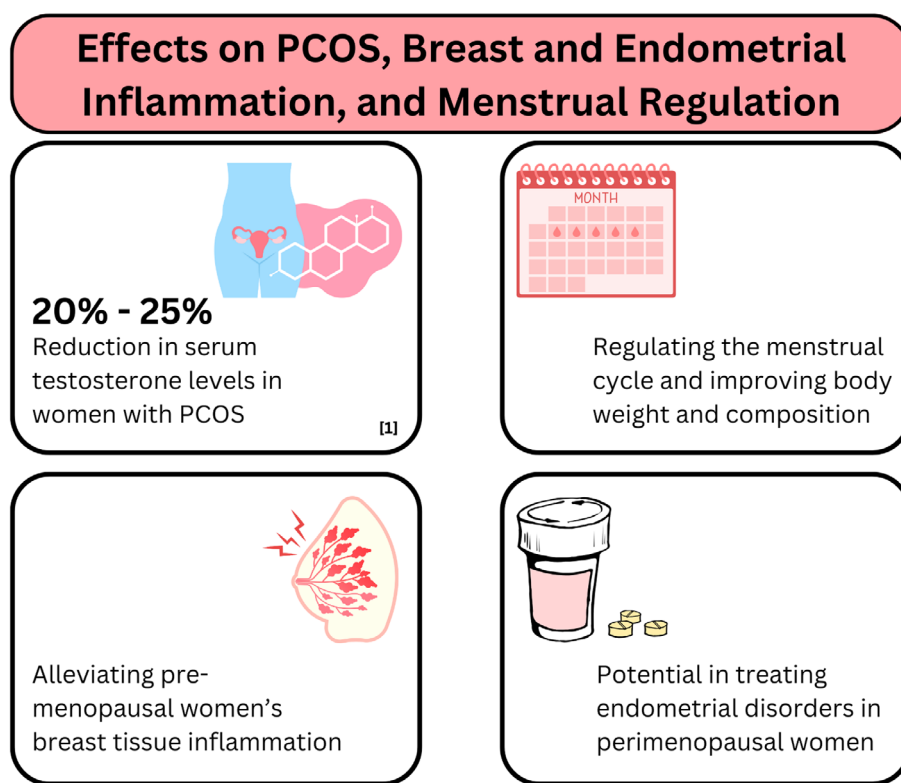 Effects on PCOS, Breast and Endometrial
Inflammation, and Menstrual Regulation
20% - 25%
Reduction in serum
testosterone levels in
women with PCOS
[1]
MONTH
Regulating the menstrual
cycle and improving body
weight and composition
Alleviating pre-
menopausal women’s
breast tissue inflammation
Potential in treating
endometrial disorders in
perimenopausal women